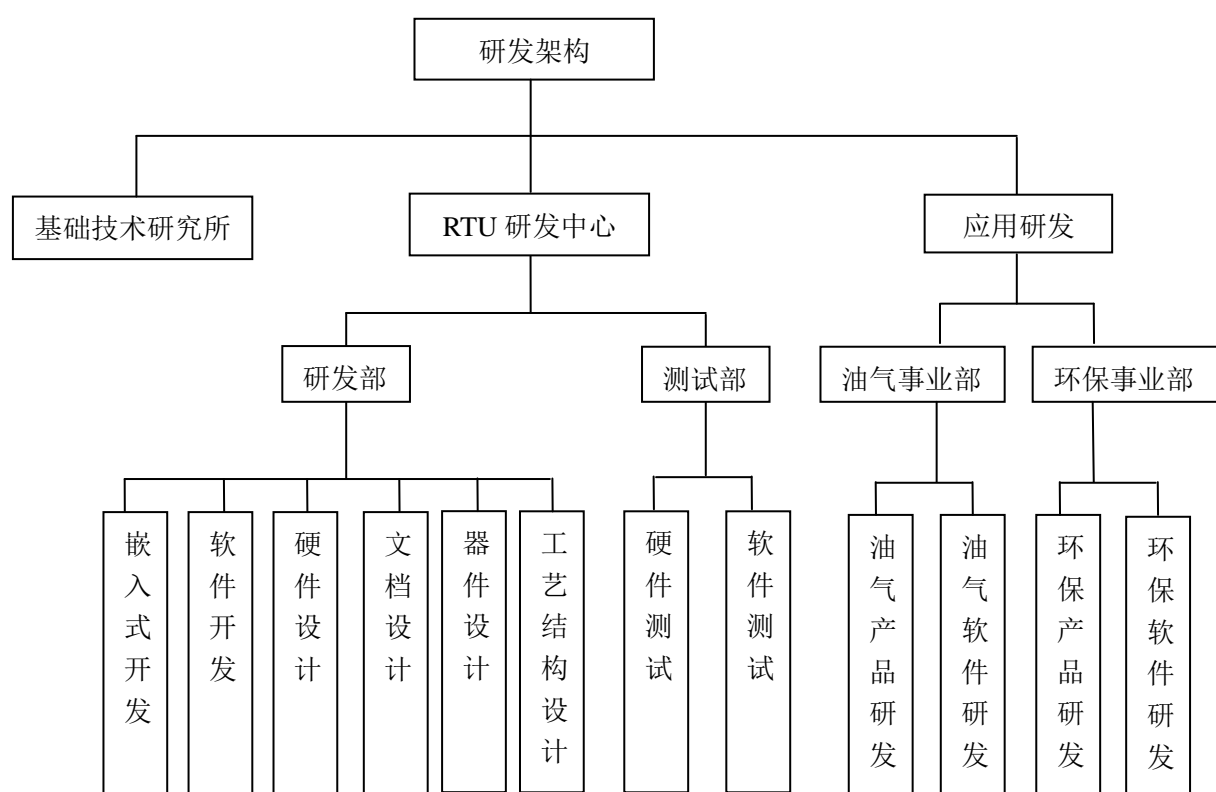 研发架构
基础技术研究所
RTU 研发中心
应用研发
研发部
测试部
油气事业部
环保事业部
嵌入式开发
软件开发
硬件设计
文档设计
器件设计
工艺结构设计
硬件测试
软件测试
油气产品研发
油气软件研发
环保产品研发
环保软件研发